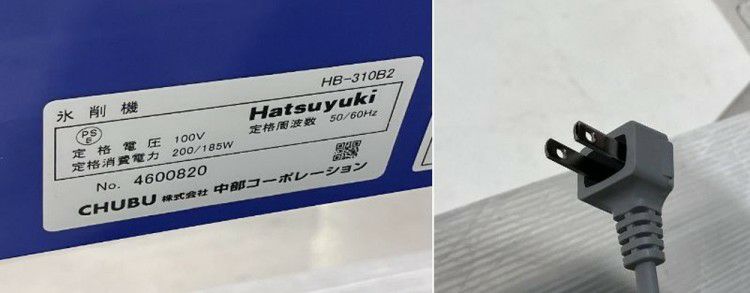 氷削機 HB-310B2
PS E
Hatsuyuki
定格電圧 100V 定格周波数 50/60Hz
定格消費電力 200/185W
No. 4600820
CHUBU 株式会社 中部コーポレーション